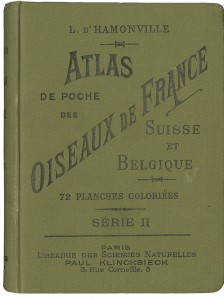 L. D'HAMONVILLE
ATLAS
DE POCHE
DES
OISEAUX DE FRANCE
SUISSE
ET
BELGIQUE
72 PLANCHES COLORIÉES
SÉRIE II
PARIS
LIBRAIRIE DES SCIENCES NATURELLES
PAUL KLINCKSIECK
3, Rue Corneille, 3